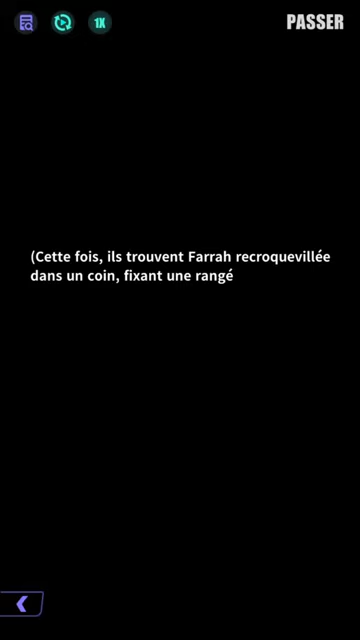 1X
PASSER
(Cette fois, ils trouvent Farrah recroquevillée
dans un coin, fixant une rangé